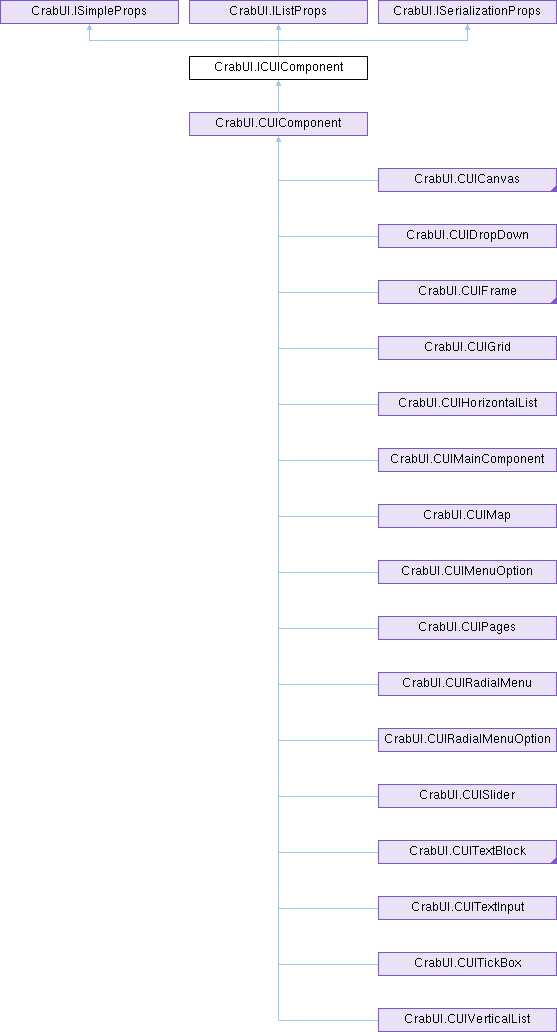 CrabUI.ISimpleProps
CrabUI.IListProps
CrabUI.ISerializationProps
CrabUI.ICUIComponent
CrabUI.CUIComponent
CrabUI.CUICanvas
CrabUI.CUIDropDown
CrabUI.CUIFrame
CrabUI.CUIGrid
CrabUI.CUIHorizontalList
CrabUI.CUIMainComponent
CrabUI.CUIMap
CrabUI.CUIMenuOption
CrabUI.CUIPages
CrabUI.CUIRadialMenu
CrabUI.CUIRadialMenuOption
CrabUI.CUISlider
CrabUI.CUITextBlock
CrabUI.CUITextInput
CrabUI.CUITickBox
CrabUI.CUIVerticalList